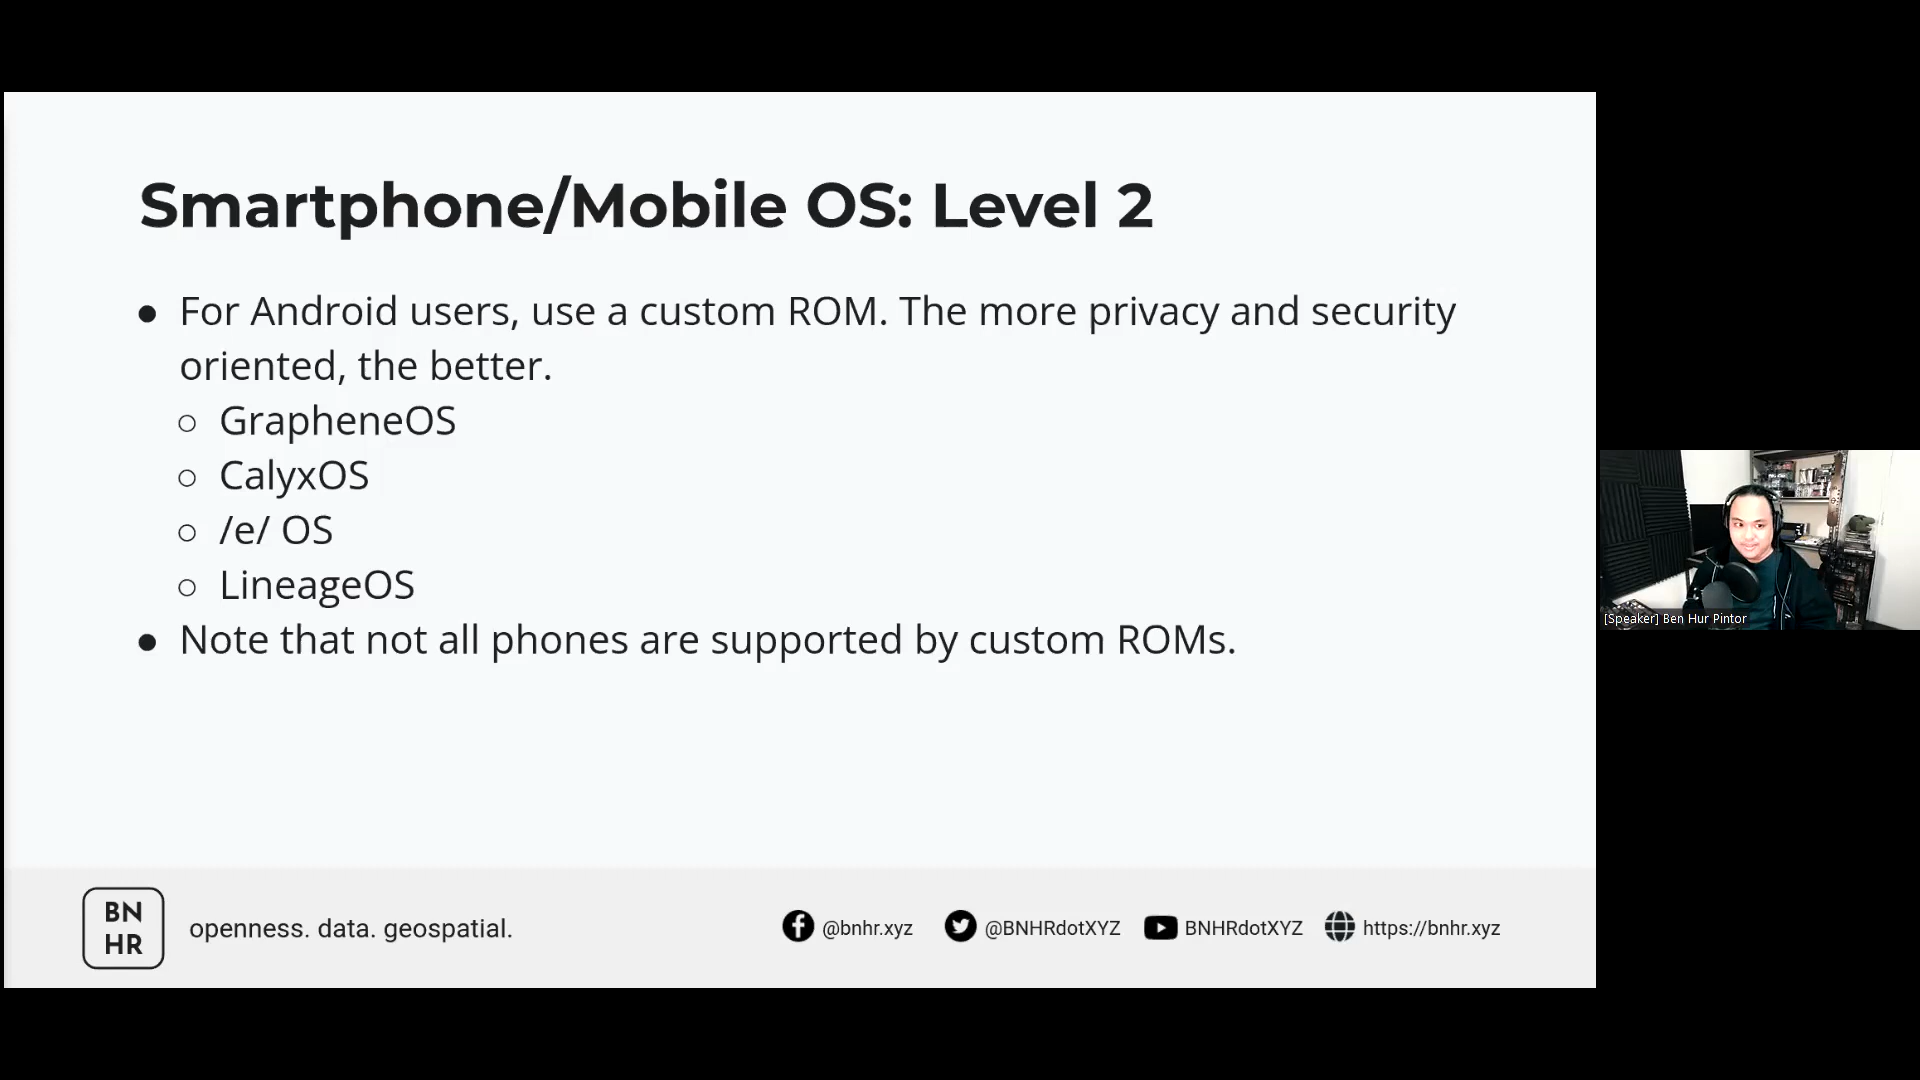 Smartphone/Mobile OS: Level 2
● For Android users, use a custom ROM. The more privacy and security
oriented, the better.
○ GrapheneOS
○ CalyxOS
○ /e/ OS
○ LineageOS
● Note that not all phones are supported by custom ROMs.
[Speaker] Ben Hur Pintor
BN
HR
openness. data. geospatial.
@bnhr.xyz
@BNHRdotXYZ
BNHRdotXYZ
https://bnhr.xyz